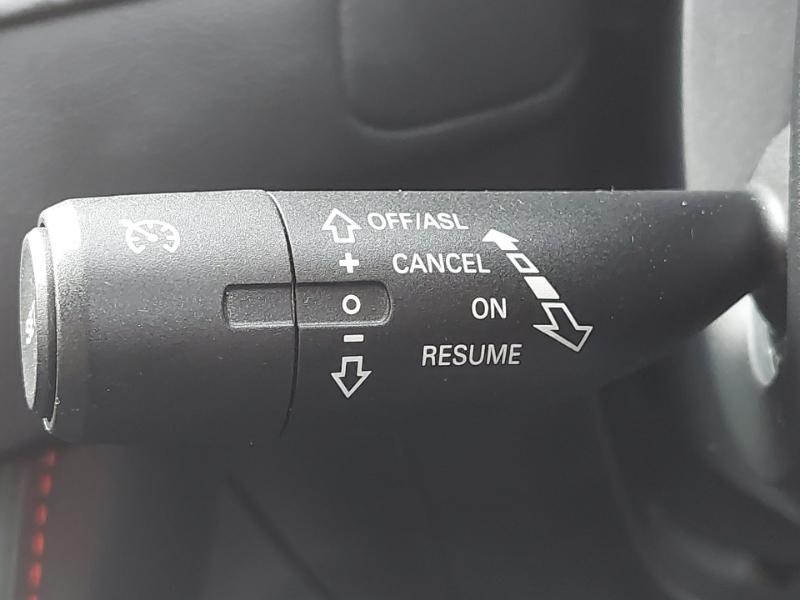 OFF/ASL
+ CANCEL
O ON
–
RESUME